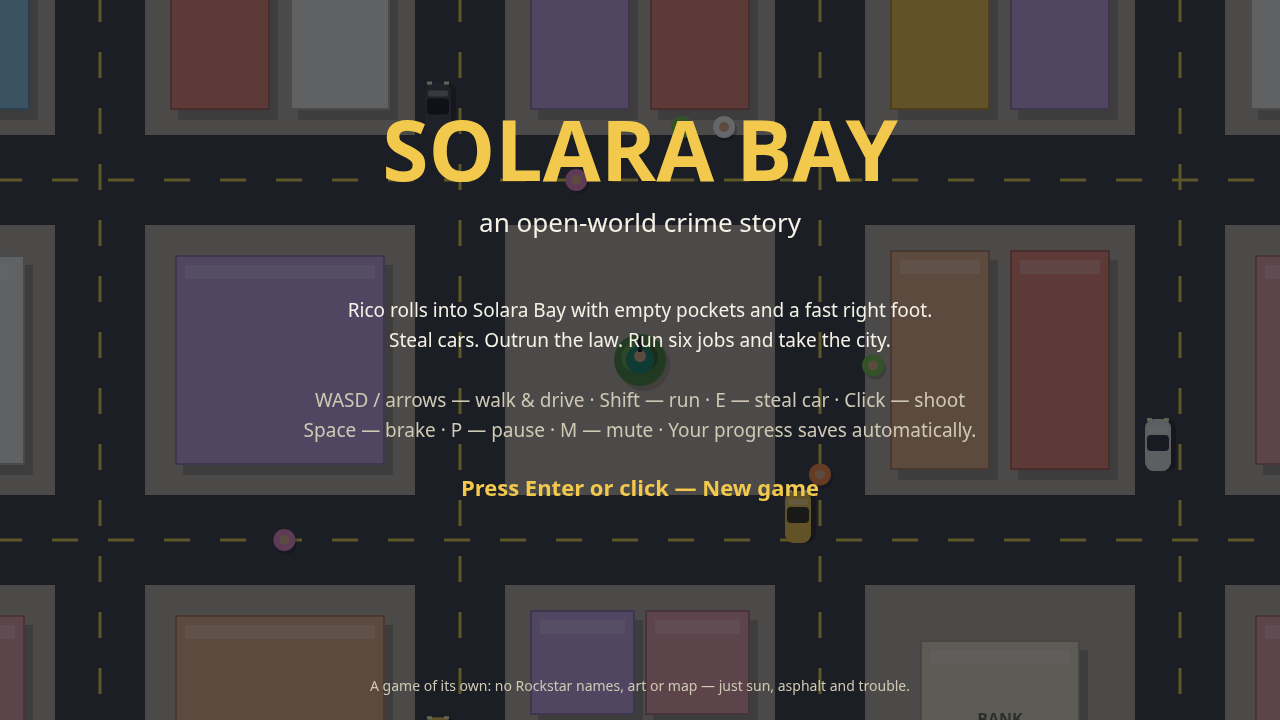 SOLARA BAY
an open-world crime story
Rico rolls into Solara Bay with empty pockets and a fast right foot.
Steal cars. Outrun the law. Run six jobs and take the city.
WASD / arrows — walk & drive · Shift — run · E — steal car · Click — shoot
Space — brake · P — pause · M — mute · Your progress saves automatically.
Press Enter or click — New game
A game of its own: no Rockstar names, art or map — just sun, asphalt and trouble.
BANK